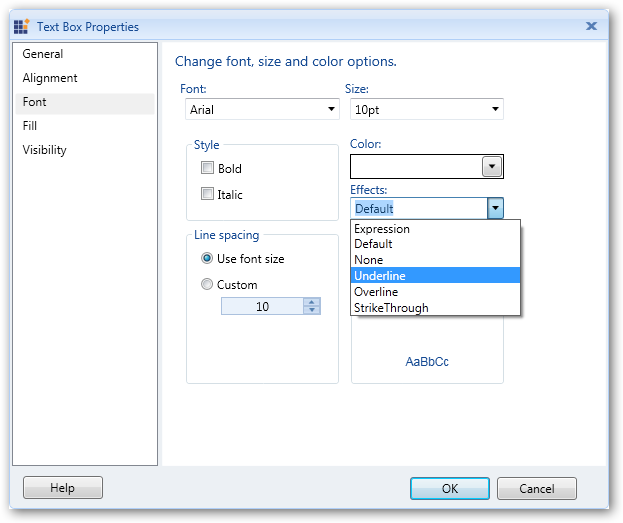 Text Box Properties
General
Alignment
Font
Fill
Visibility
Change font, size and color options.
Font: Size:
Arial 10pt
Style Color:
Bold
Italic Effects:
Default
Line spacing Expression
Default
Use font size None
Underline
Custom Overline
10 StrikeThrough
AaBbCc
Help OK Cancel